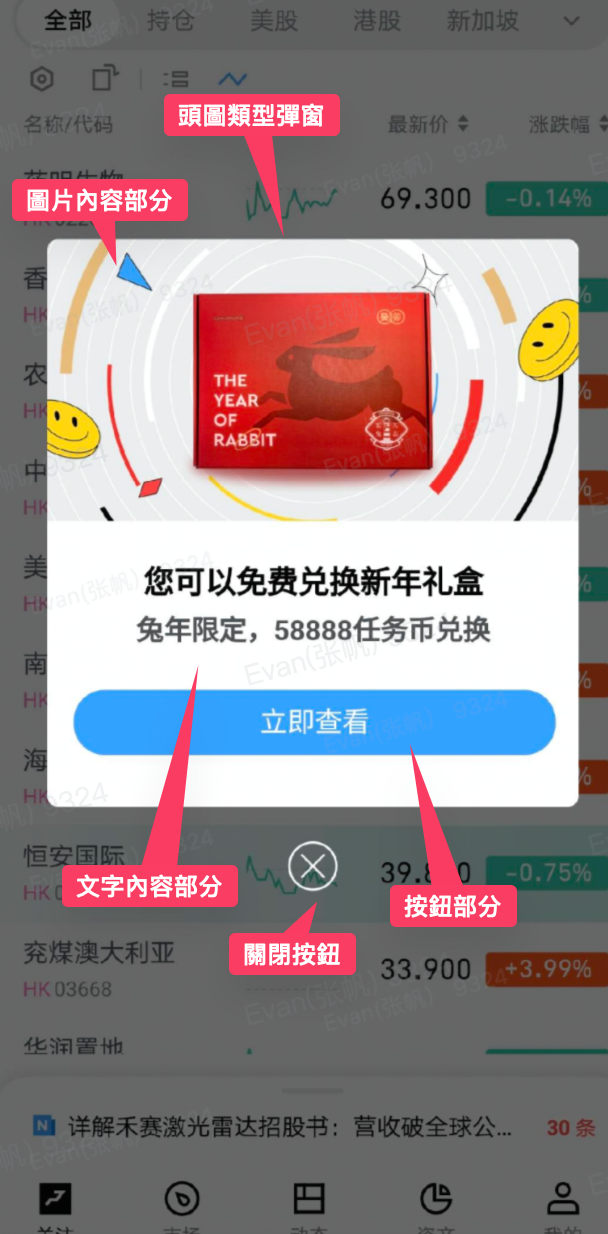 全部 持仓 美股 港股 新加坡
名称/代码 最新价 涨跌幅
頭圖類型彈窗
药明生物 69.300 -0.14%
圖片內容部分
香
HK
THE
YEAR
OF
RABBIT
农
HK
中
HK
美
HK
您可以免费兑换新年礼盒
兔年限定，58888任务币兑换
南
HK
立即查看
海
HK
恒安国际 -0.75%
HK
文字內容部分
按鈕部分
關閉按鈕
兖煤澳大利亚 33.900 +3.99%
HK 03668
华润置地
详解禾赛激光雷达招股书：营收破全球公... 30 条
关注 市场 动态 资产 我的
Evan(张帆) 9324